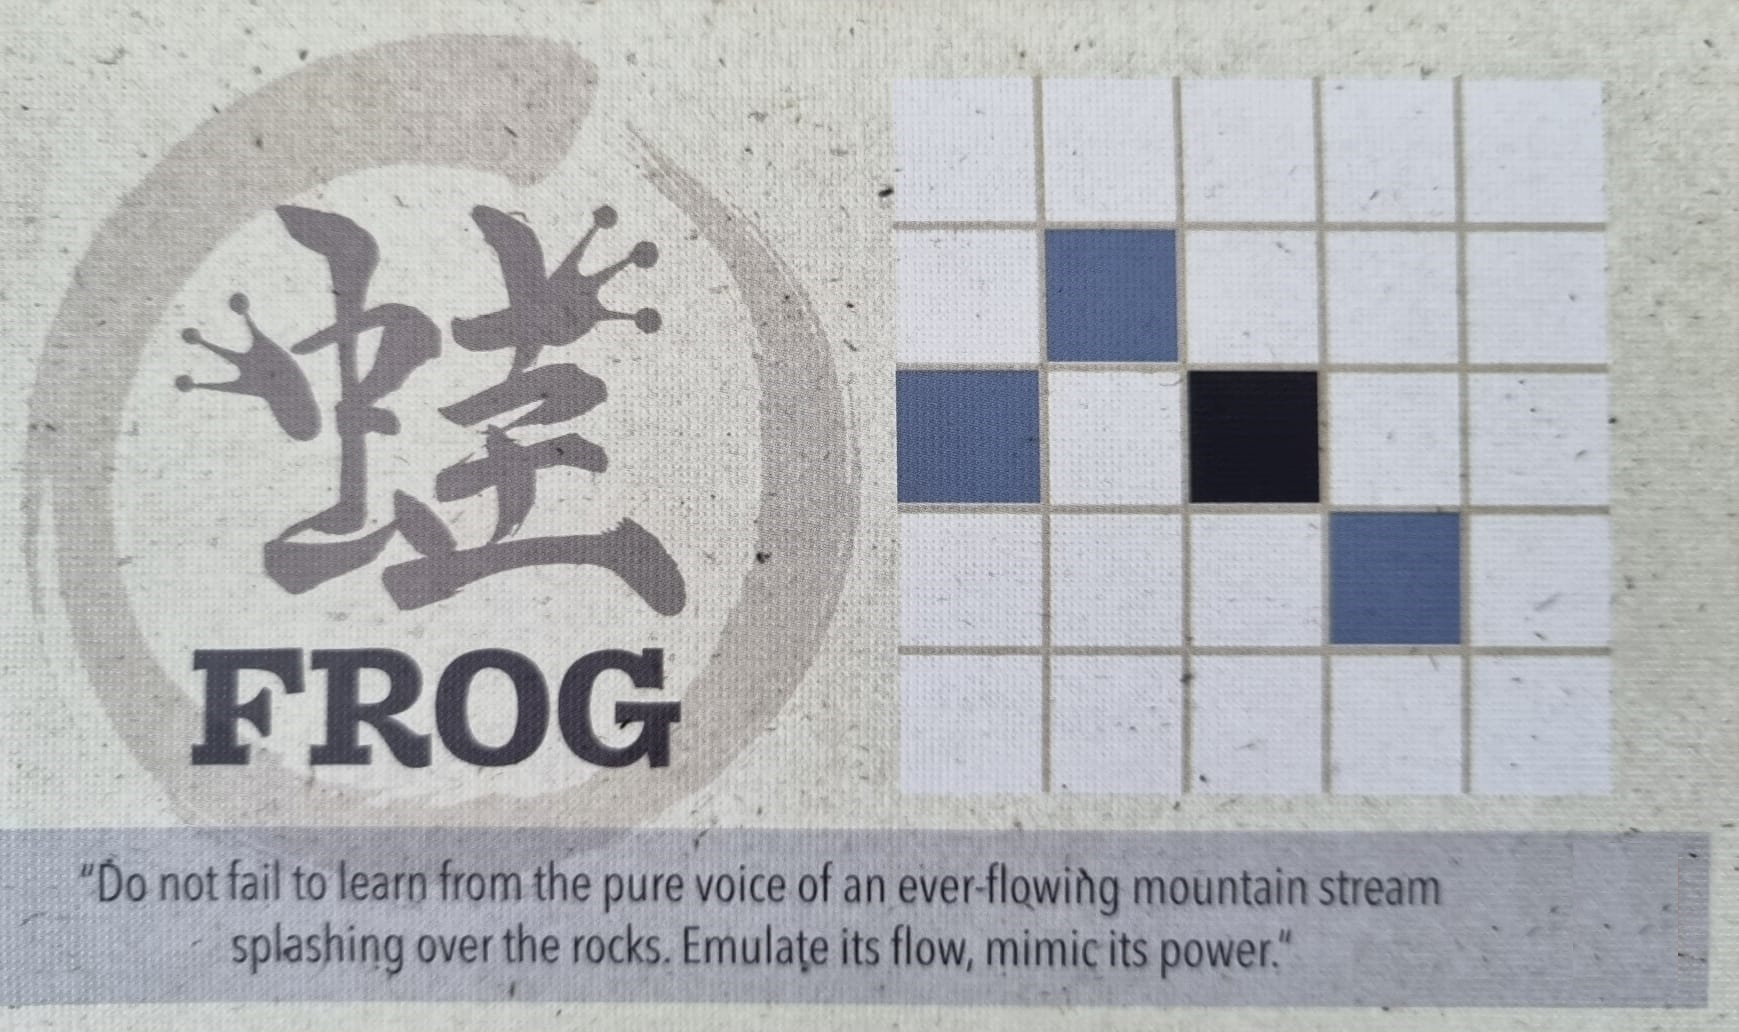 蛙
FROG
“Do not fail to learn from the pure voice of an ever-flowing mountain stream
splashing over the rocks. Emulate its flow, mimic its power.“